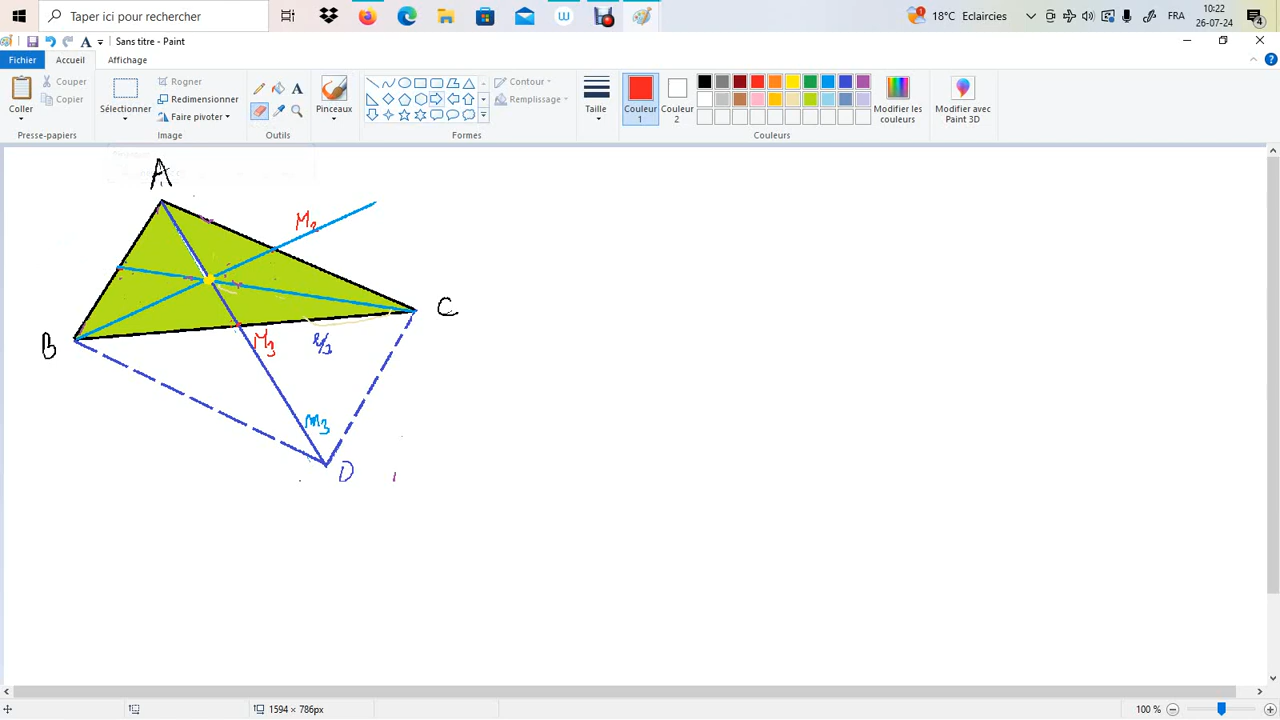 Taper ici pour rechercher
18°C Eclaircies
FRA
10:22
26-07-24
4
Sans titre - Paint
Fichier
Accueil
Affichage
Coller
Couper
Copier
Presse-papiers
Sélectionner
Rogner
Redimensionner
Faire pivoter
Image
Outils
Pinceaux
Contour
Remplissage
Formes
Taille
Couleur
1
Couleur
2
Modifier les
couleurs
Modifier avec
Paint 3D
Couleurs
A
M2
C
B
M3
m3
D
1594 × 786px
100 %